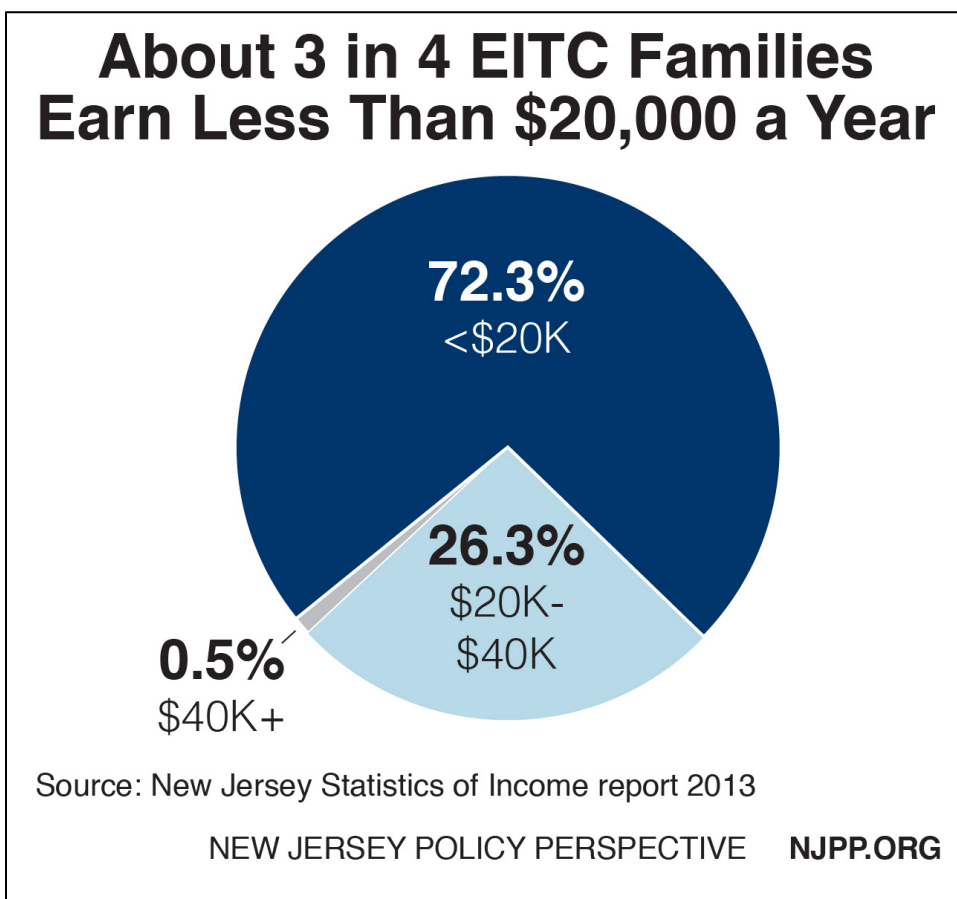 About 3 in 4 EITC Families
Earn Less Than $20,000 a Year
72.3%
<$20K
26.3%
$20K-
$40K
0.5%
$40K+
Source: New Jersey Statistics of Income report 2013
NEW JERSEY POLICY PERSPECTIVE NJPP.ORG